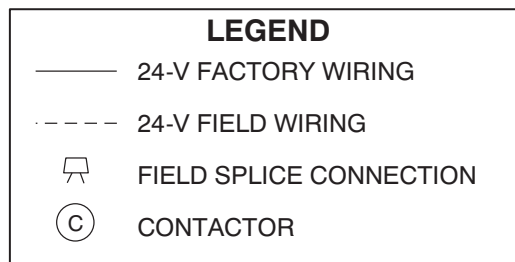 LEGEND
24-V FACTORY WIRING
24-V FIELD WIRING
FIELD SPLICE CONNECTION
C CONTACTOR